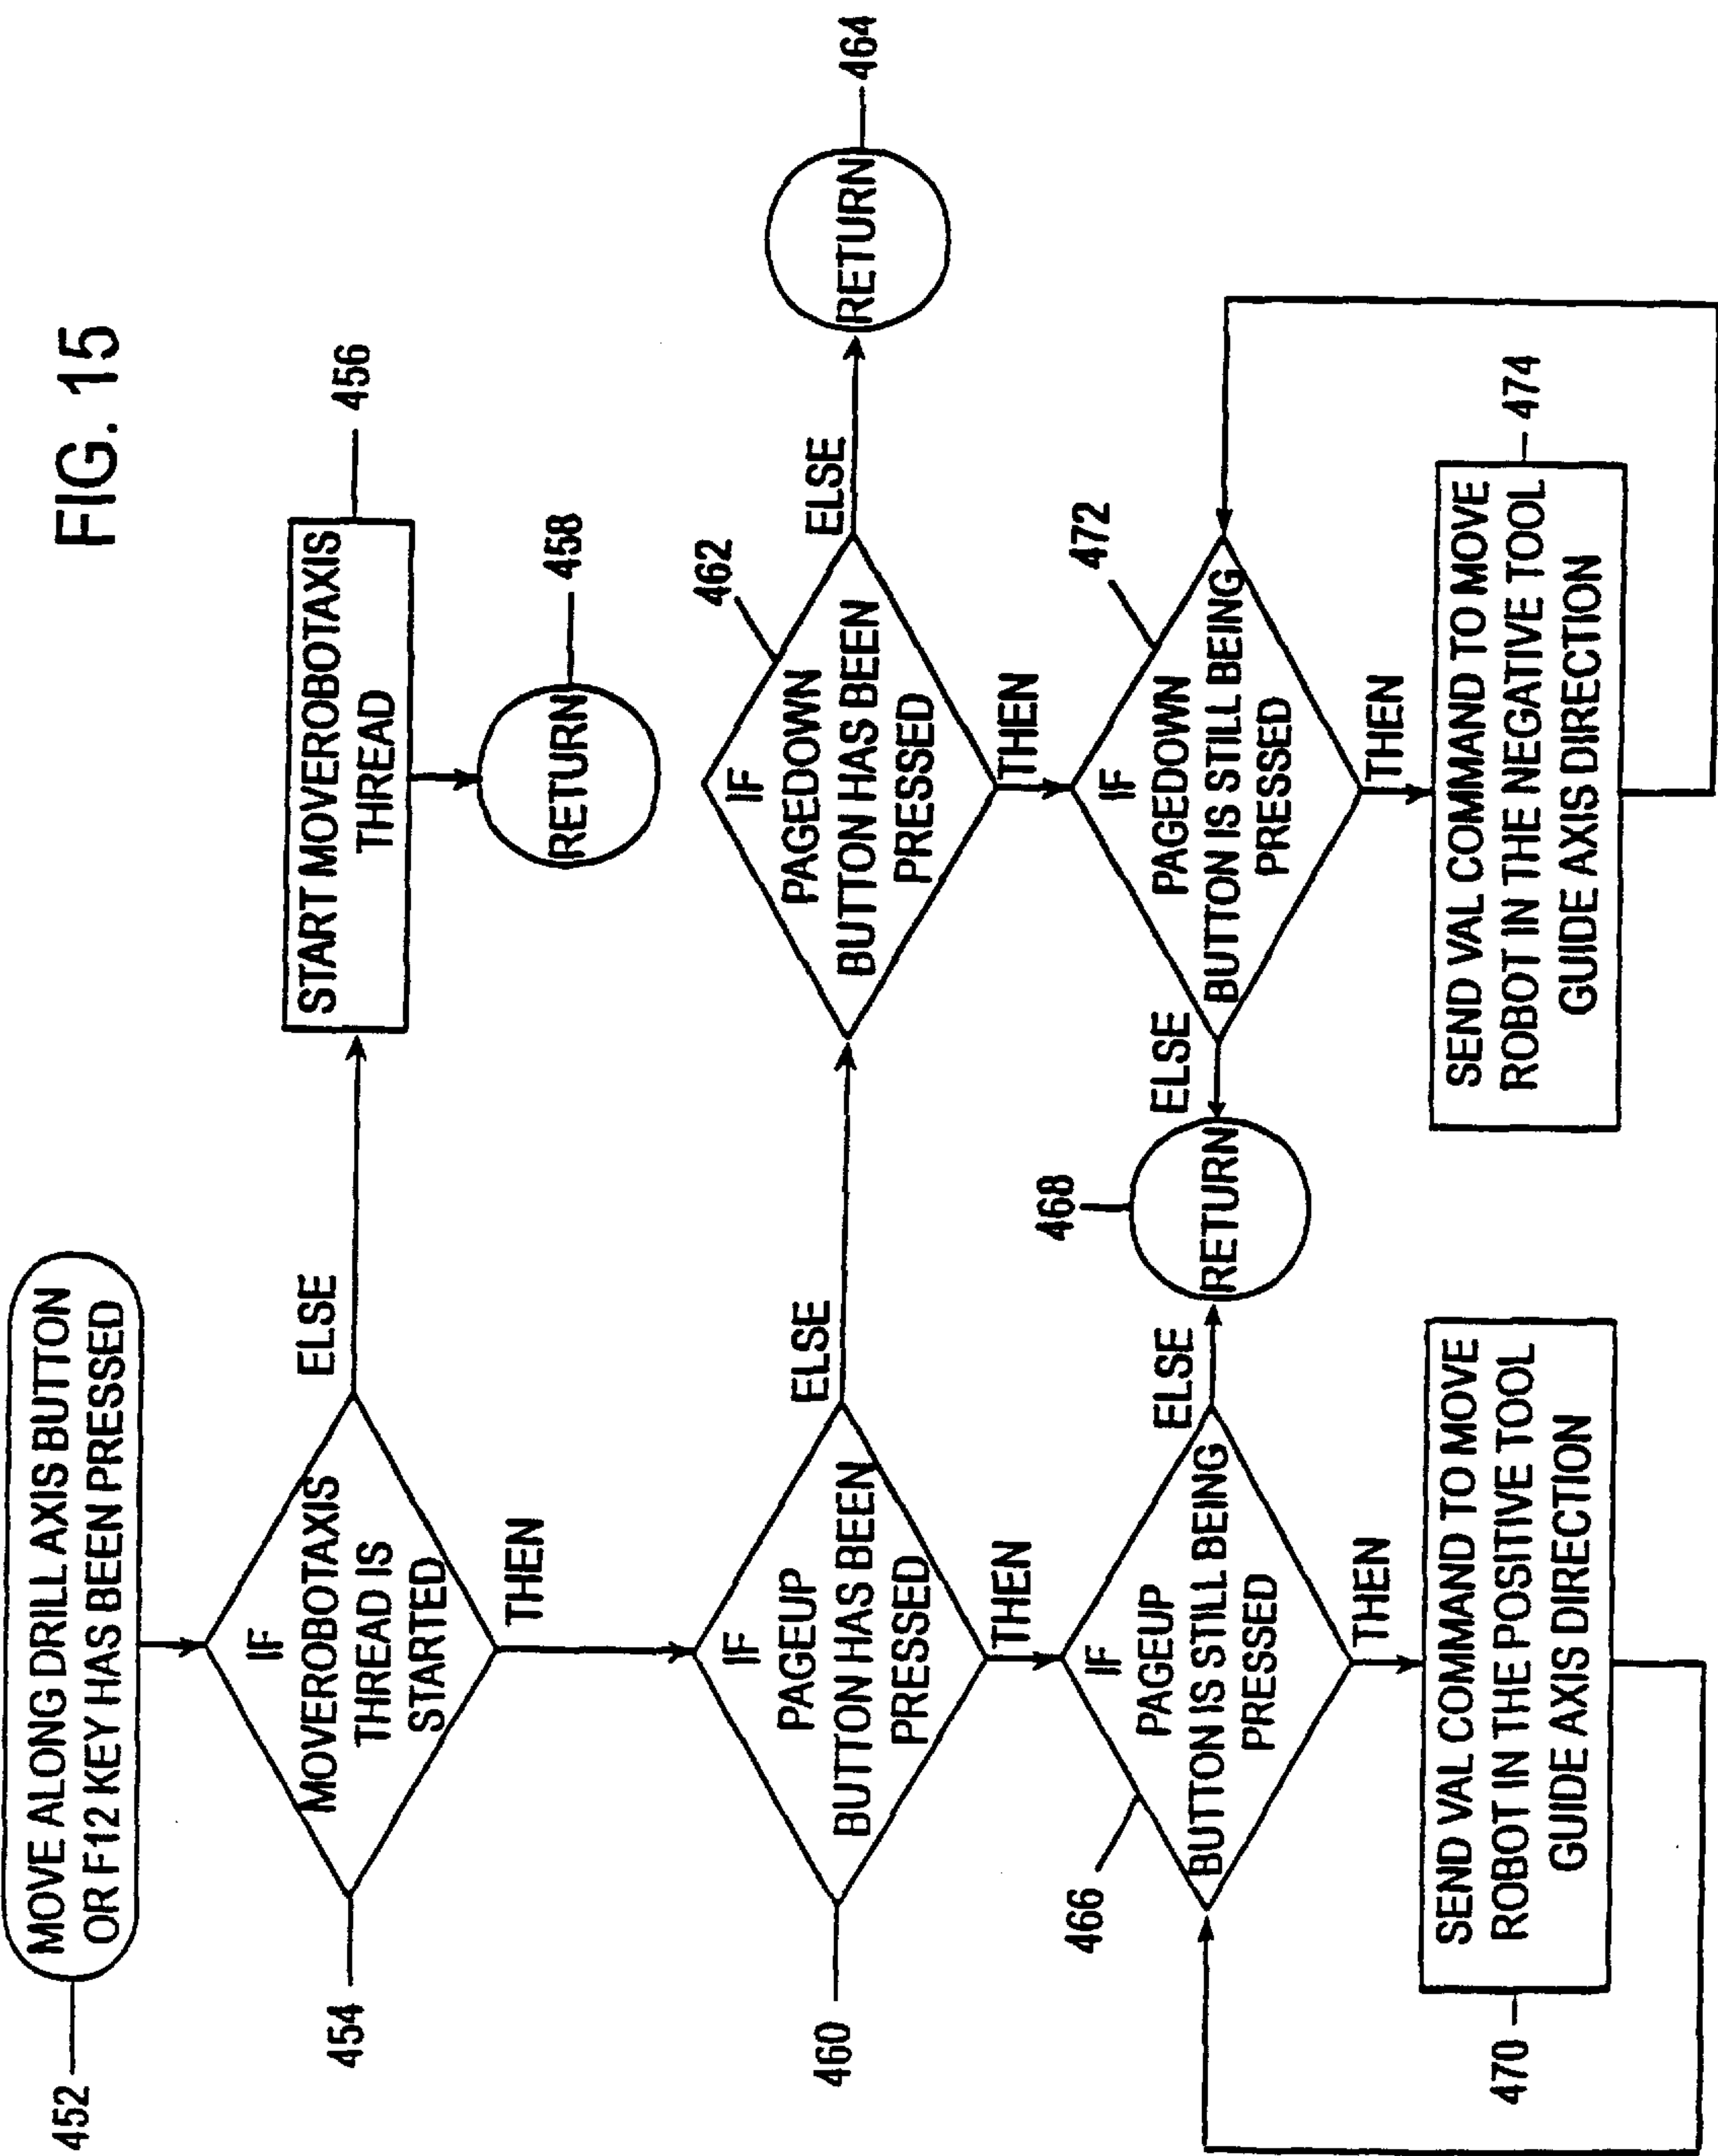 FIG. 15
452
MOVE ALONG DRILL AXIS BUTTON
OR F12 KEY HAS BEEN PRESSED
454
IF
MOVEROBOTAXIS
THREAD IS
STARTED
ELSE
START MOVEROBOTAXIS
THREAD
456
RETURN
458
THEN
460
IF
PAGEUP
BUTTON HAS BEEN
PRESSED
ELSE
462
IF
PAGEDOWN
BUTTON HAS BEEN
PRESSED
ELSE
RETURN
464
THEN
THEN
466
IF
PAGEUP
BUTTON IS STILL BEING
PRESSED
ELSE
468
RETURN
ELSE
472
IF
PAGEDOWN
BUTTON IS STILL BEING
PRESSED
THEN
THEN
470
SEND VAL COMMAND TO MOVE
ROBOT IN THE POSITIVE TOOL
GUIDE AXIS DIRECTION
SEND VAL COMMAND TO MOVE
ROBOT IN THE NEGATIVE TOOL
GUIDE AXIS DIRECTION
474